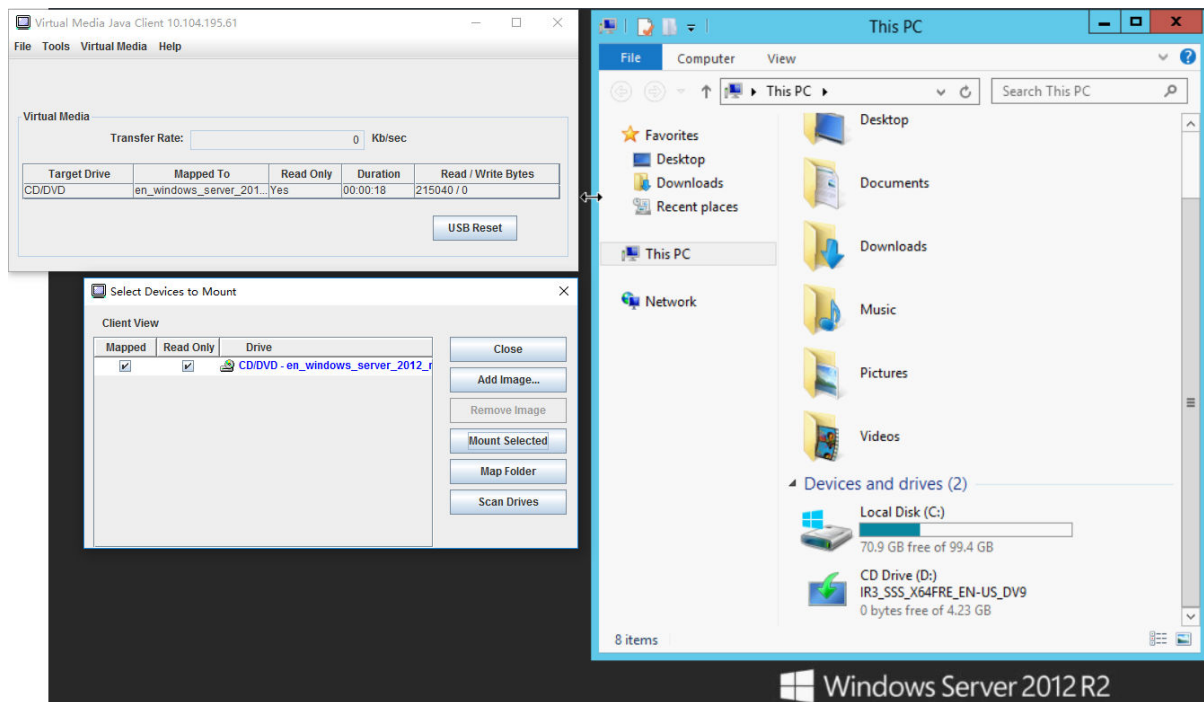 Virtual Media Java Client 10.104.195.61
File Tools Virtual Media Help
Virtual Media
Transfer Rate: 0 Kb/sec
Target Drive Mapped To Read Only Duration Read / Write Bytes
CD/DVD en_windows_server_201... Yes 00:00:18 215040 / 0
USB Reset
Select Devices to Mount
Client View
Mapped Read Only Drive
CD/DVD - en_windows_server_2012_r
Close
Add Image...
Remove Image
Mount Selected
Map Folder
Scan Drives
This PC
File Computer View
This PC
Search This PC
Favorites
Desktop
Downloads
Recent places
This PC
Network
Desktop
Documents
Downloads
Music
Pictures
Videos
Devices and drives (2)
Local Disk (C:)
70.9 GB free of 99.4 GB
CD Drive (D:)
IR3_SSS_X64FRE_EN-US_DV9
0 bytes free of 4.23 GB
8 items
Windows Server 2012 R2